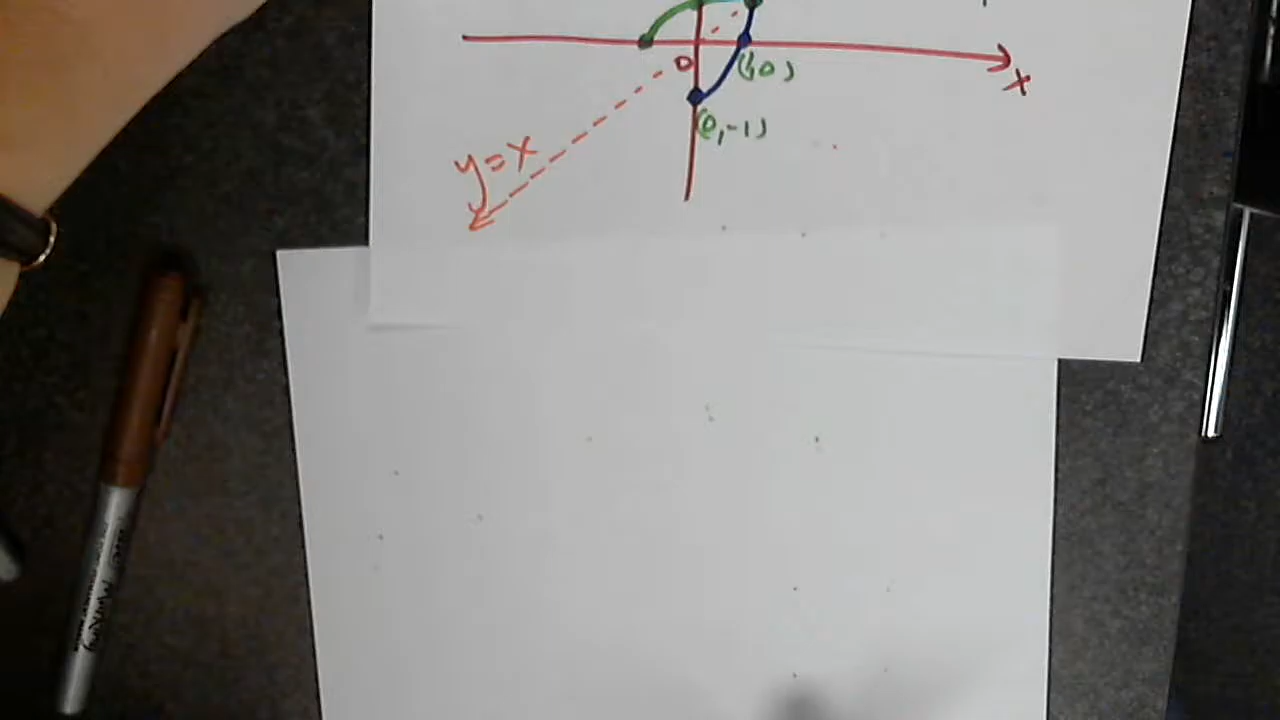 0
(1,0)
x
(0,-1)
y=x